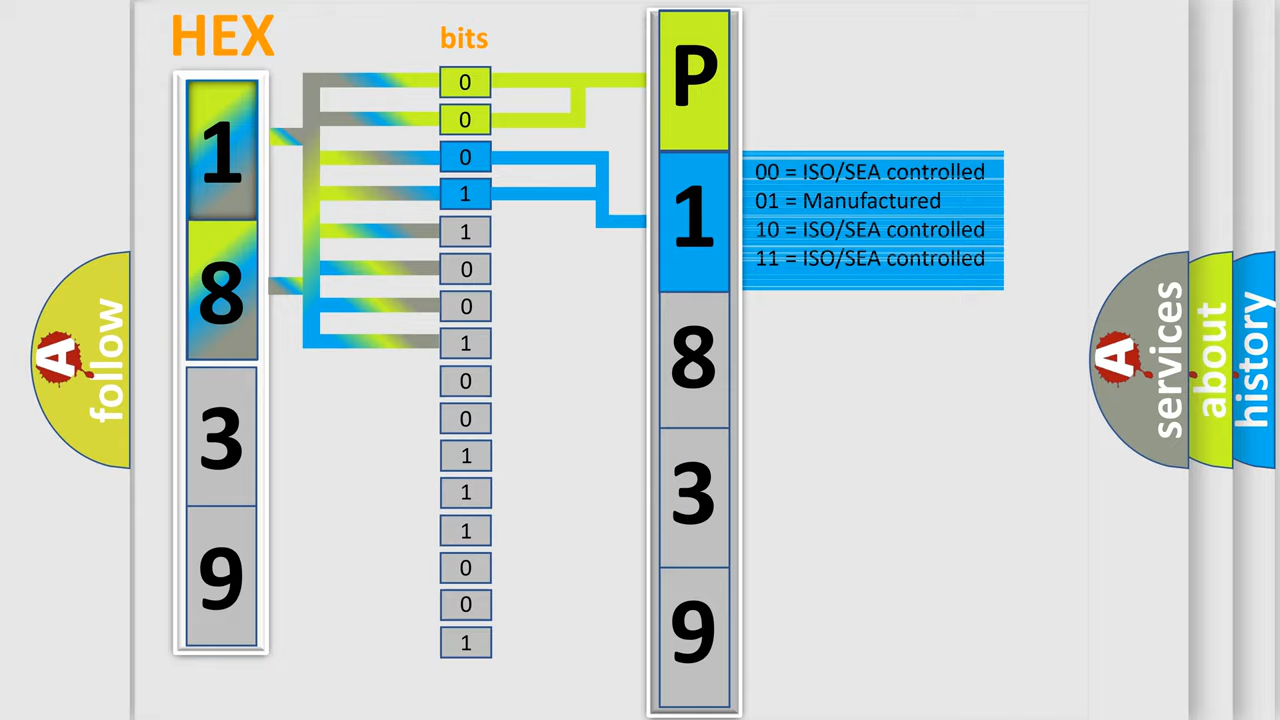 HEX
bits
1
8
3
9
0
0
0
1
1
0
0
1
0
0
1
1
1
0
0
1
P
1
8
3
9
00 = ISO/SEA controlled
01 = Manufactured
10 = ISO/SEA controlled
11 = ISO/SEA controlled
A
follow
A
services
about
history